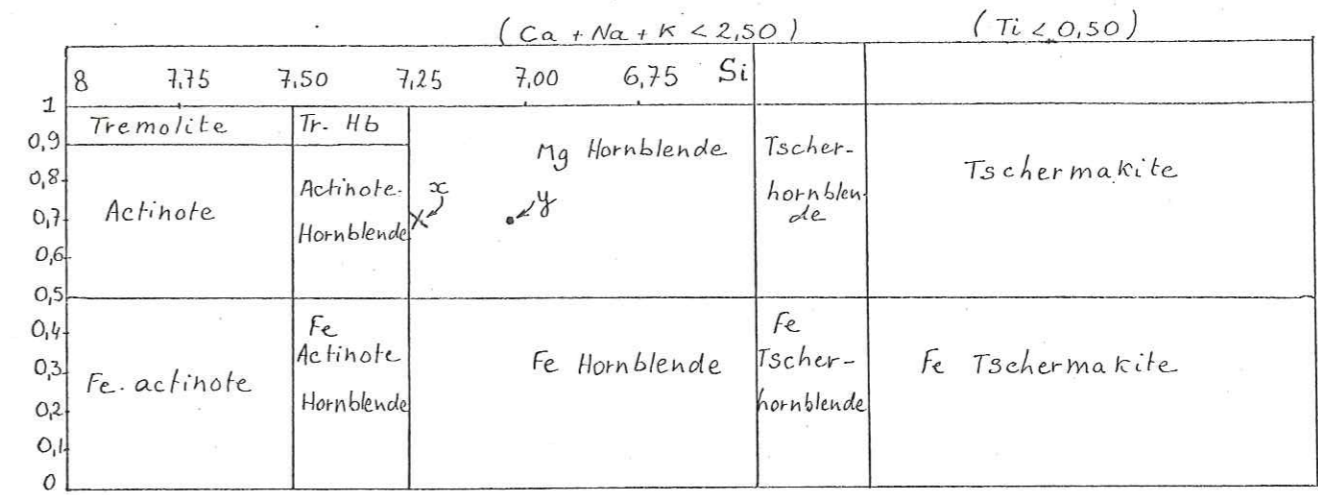 (Ca + Na + K < 2,50) (Ti < 0,50)
8 7,75 7,50 7,25 7,00 6,75 Si
1
Tremolite Tr. Hb
0,9
Mg Hornblende Tscher-
Tschermakite
0,8
Actinote- x hornblen-
Actinote 0,7 y de
Hornblende
0,6
0,5
Fe Fe
0,4
Actinote Fe Hornblende Tscher- Fe Tschermakite
0,3
Fe. actinote
Hornblende hornblende
0,2
0,1
0